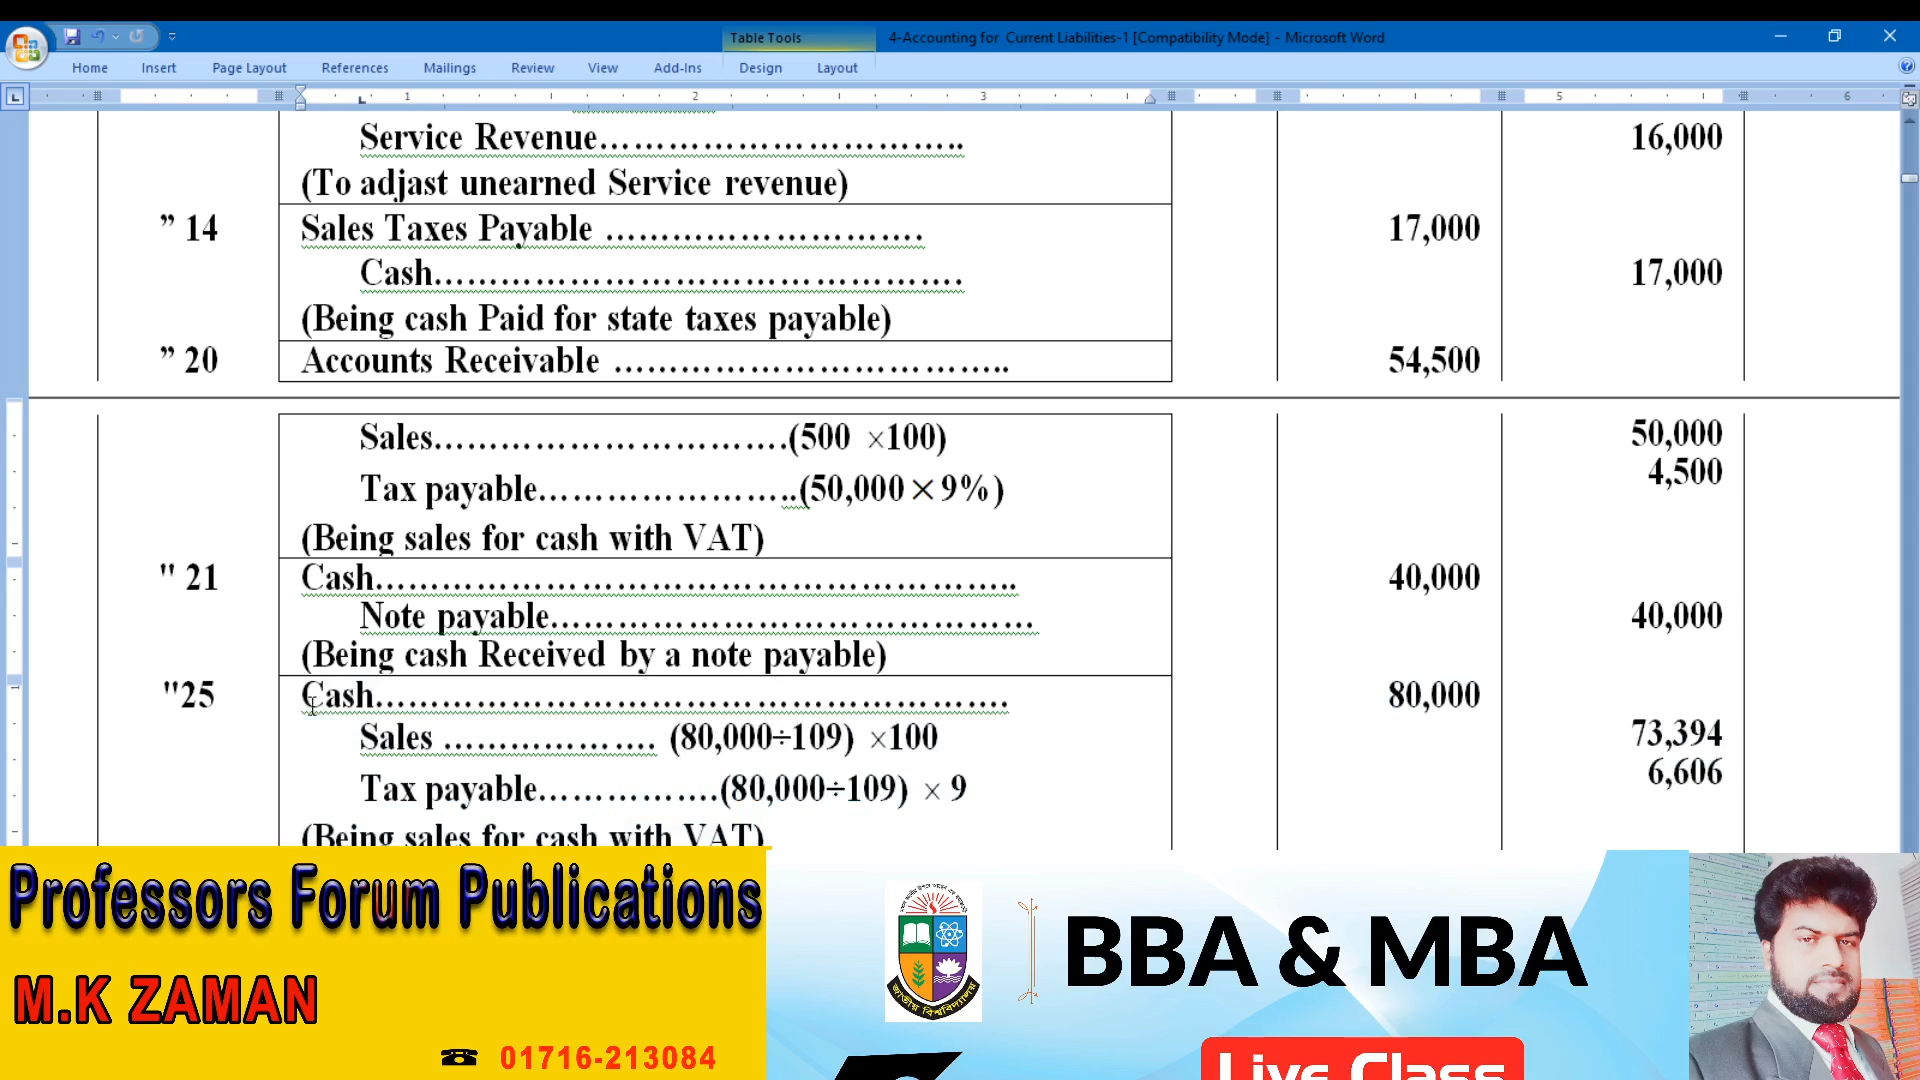 Table Tools
4-Accounting for Current Liabilities-1 [Compatibility Mode] - Microsoft Word
Home Insert Page Layout References Mailings Review View Add-Ins Design Layout
1 2 3 5 6
Service Revenue……………………………….. 16,000
(To adjast unearned Service revenue)
” 14 Sales Taxes Payable …………………………. 17,000
Cash…………………………………………. 17,000
(Being cash Paid for state taxes payable)
” 20 Accounts Receivable ………………………………….. 54,500
Sales………………………….(500 ×100) 50,000
Tax payable……………………..(50,000 × 9%) 4,500
(Being sales for cash with VAT)
" 21 Cash……………………………………………………….. 40,000
Note payable……………………………………… 40,000
(Being cash Received by a note payable)
"25 Cash………………………………………………………. 80,000
Sales …………………. (80,000÷109) ×100 73,394
Tax payable……………….(80,000÷109) × 9 6,606
(Being sales for cash with VAT)
Professors Forum Publications
M.K ZAMAN
☎ 01716-213084
BBA & MBA
Live Class